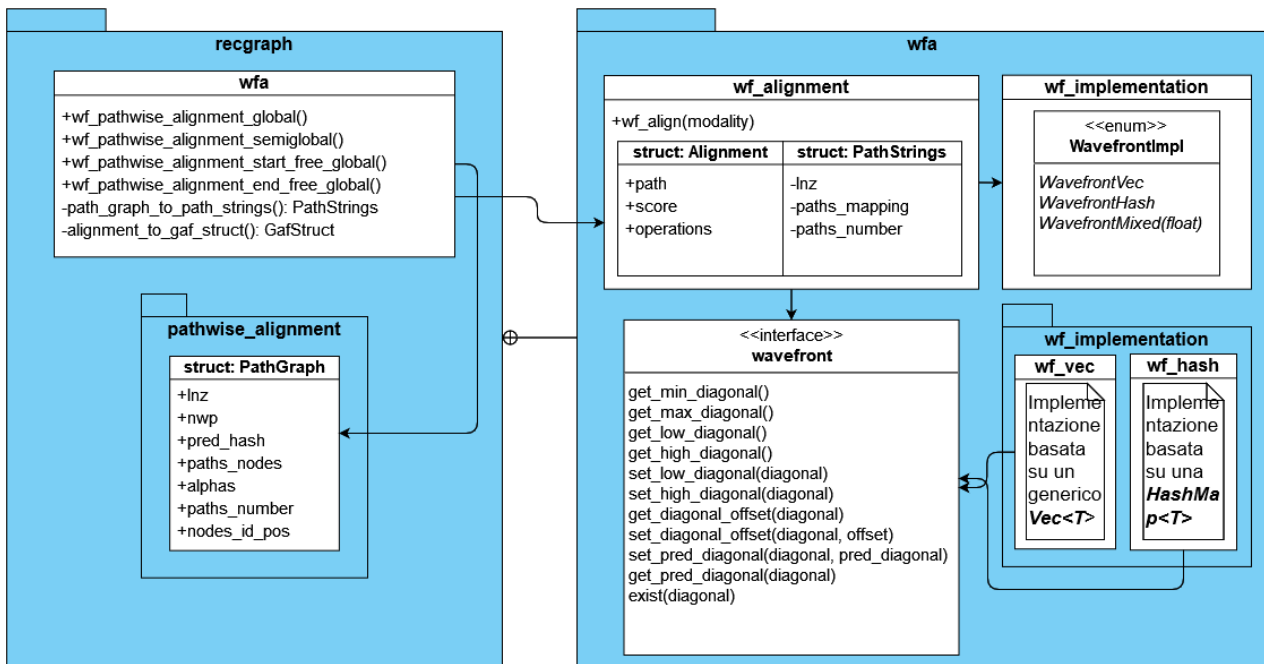 recgraph
wfa
+wf_pathwise_alignment_global()
+wf_pathwise_alignment_semiglobal()
+wf_pathwise_alignment_start_free_global()
+wf_pathwise_alignment_end_free_global()
-path_graph_to_path_strings(): PathStrings
-alignment_to_gaf_struct(): GafStruct
pathwise_alignment
struct: PathGraph
+lnz
+nwp
+pred_hash
+paths_nodes
+alphas
+paths_number
+nodes_id_pos
wfa
wf_alignment
+wf_align(modality)
struct: Alignment
+path
+score
+operations
struct: PathStrings
-lnz
-paths_mapping
-paths_number
wf_implementation
<<enum>>
WavefrontImpl
WavefrontVec
WavefrontHash
WavefrontMixed(float)
<<interface>>
wavefront
get_min_diagonal()
get_max_diagonal()
get_low_diagonal()
get_high_diagonal()
set_low_diagonal(diagonal)
set_high_diagonal(diagonal)
get_diagonal_offset(diagonal)
set_diagonal_offset(diagonal, offset)
set_pred_diagonal(diagonal, pred_diagonal)
get_pred_diagonal(diagonal)
exist(diagonal)
wf_implementation
wf_vec
Impleme
ntazione
basata
su un
generico
Vec<T>
wf_hash
Impleme
ntazione
basata
su una
HashMa
p<T>